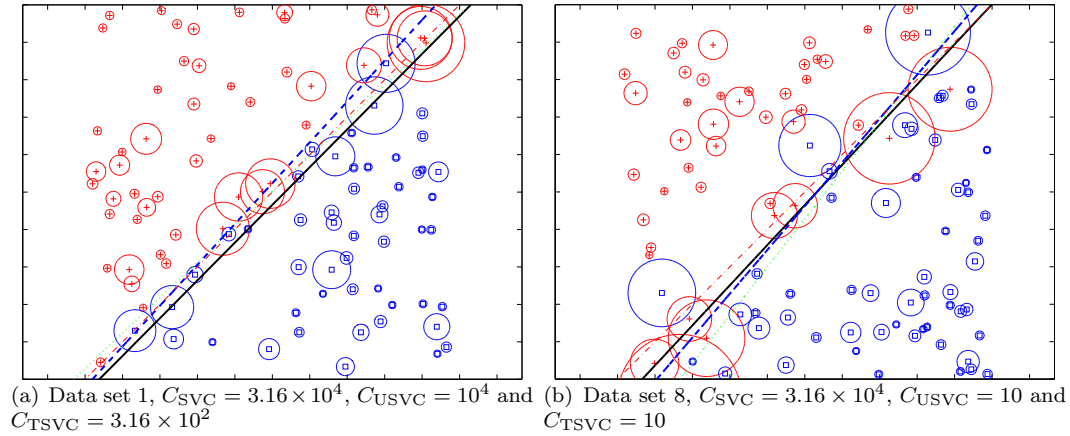 (a) Data set 1, C_SVC = 3.16 × 10^4, C_USVC = 10^4 and
C_TSVC = 3.16 × 10^2
(b) Data set 8, C_SVC = 3.16 × 10^4, C_USVC = 10 and
C_TSVC = 10